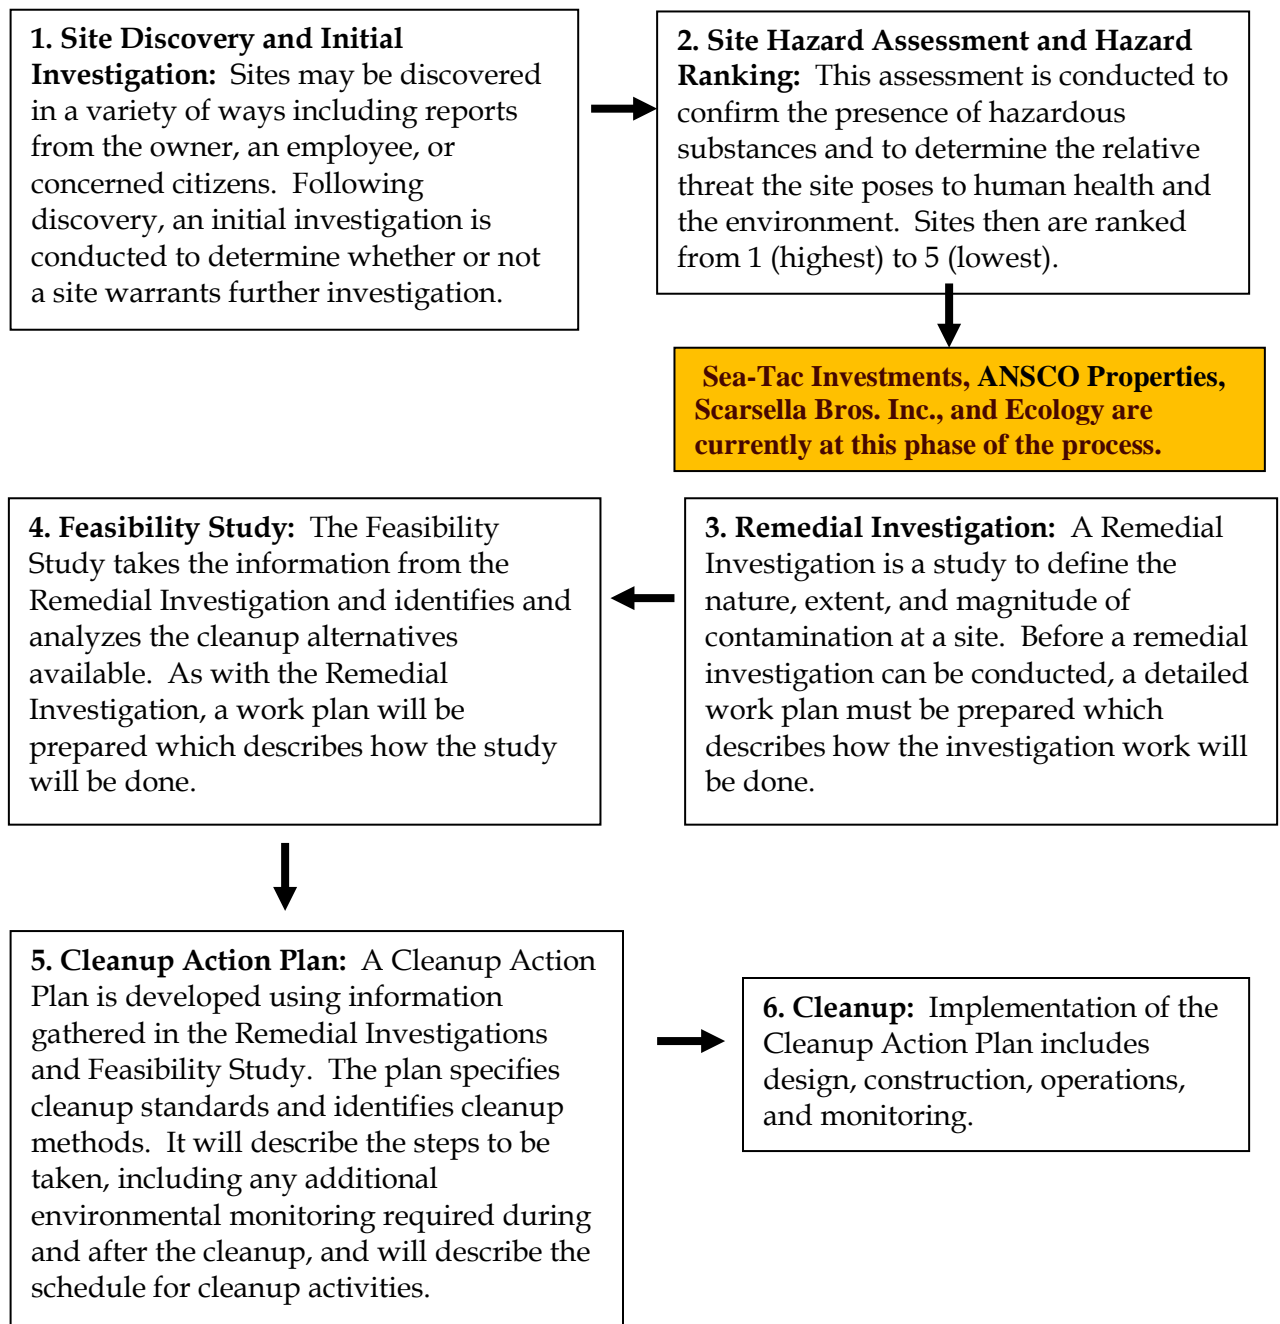 1. Site Discovery and Initial
Investigation: Sites may be discovered
in a variety of ways including reports
from the owner, an employee, or
concerned citizens. Following
discovery, an initial investigation is
conducted to determine whether or not
a site warrants further investigation.
2. Site Hazard Assessment and Hazard
Ranking: This assessment is conducted to
confirm the presence of hazardous
substances and to determine the relative
threat the site poses to human health and
the environment. Sites then are ranked
from 1 (highest) to 5 (lowest).
Sea-Tac Investments, ANSCO Properties,
Scarsella Bros. Inc., and Ecology are
currently at this phase of the process.
3. Remedial Investigation: A Remedial
Investigation is a study to define the
nature, extent, and magnitude of
contamination at a site. Before a remedial
investigation can be conducted, a detailed
work plan must be prepared which
describes how the investigation work will
be done.
4. Feasibility Study: The Feasibility
Study takes the information from the
Remedial Investigation and identifies and
analyzes the cleanup alternatives
available. As with the Remedial
Investigation, a work plan will be
prepared which describes how the study
will be done.
5. Cleanup Action Plan: A Cleanup Action
Plan is developed using information
gathered in the Remedial Investigations
and Feasibility Study. The plan specifies
cleanup standards and identifies cleanup
methods. It will describe the steps to be
taken, including any additional
environmental monitoring required during
and after the cleanup, and will describe the
schedule for cleanup activities.
6. Cleanup: Implementation of the
Cleanup Action Plan includes
design, construction, operations,
and monitoring.